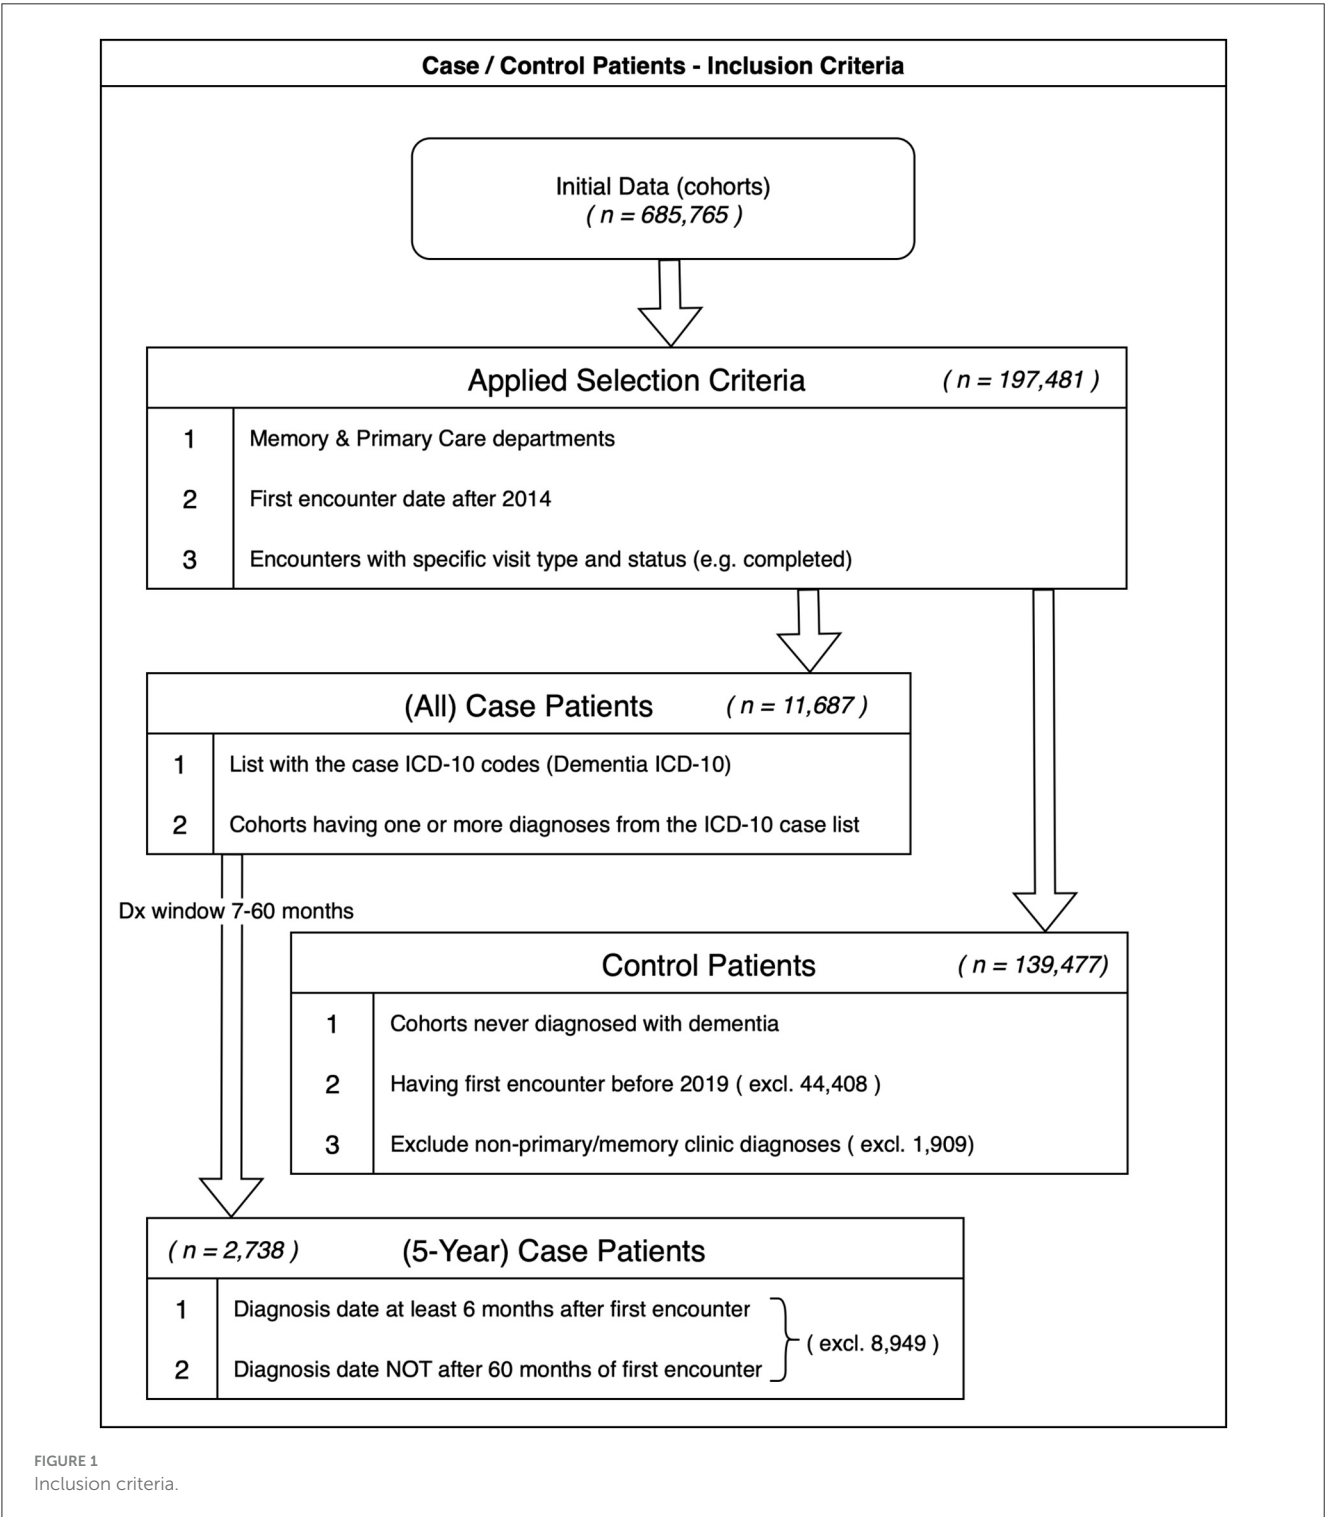 Case / Control Patients - Inclusion Criteria
Initial Data (cohorts)
( n = 685,765 )
Applied Selection Criteria ( n = 197,481 )
1 Memory & Primary Care departments
2 First encounter date after 2014
3 Encounters with specific visit type and status (e.g. completed)
(All) Case Patients ( n = 11,687 )
1 List with the case ICD-10 codes (Dementia ICD-10)
2 Cohorts having one or more diagnoses from the ICD-10 case list
Dx window 7-60 months
Control Patients ( n = 139,477)
1 Cohorts never diagnosed with dementia
2 Having first encounter before 2019 ( excl. 44,408 )
3 Exclude non-primary/memory clinic diagnoses ( excl. 1,909)
( n = 2,738 ) (5-Year) Case Patients
1 Diagnosis date at least 6 months after first encounter
( excl. 8,949 )
2 Diagnosis date NOT after 60 months of first encounter
FIGURE 1
Inclusion criteria.